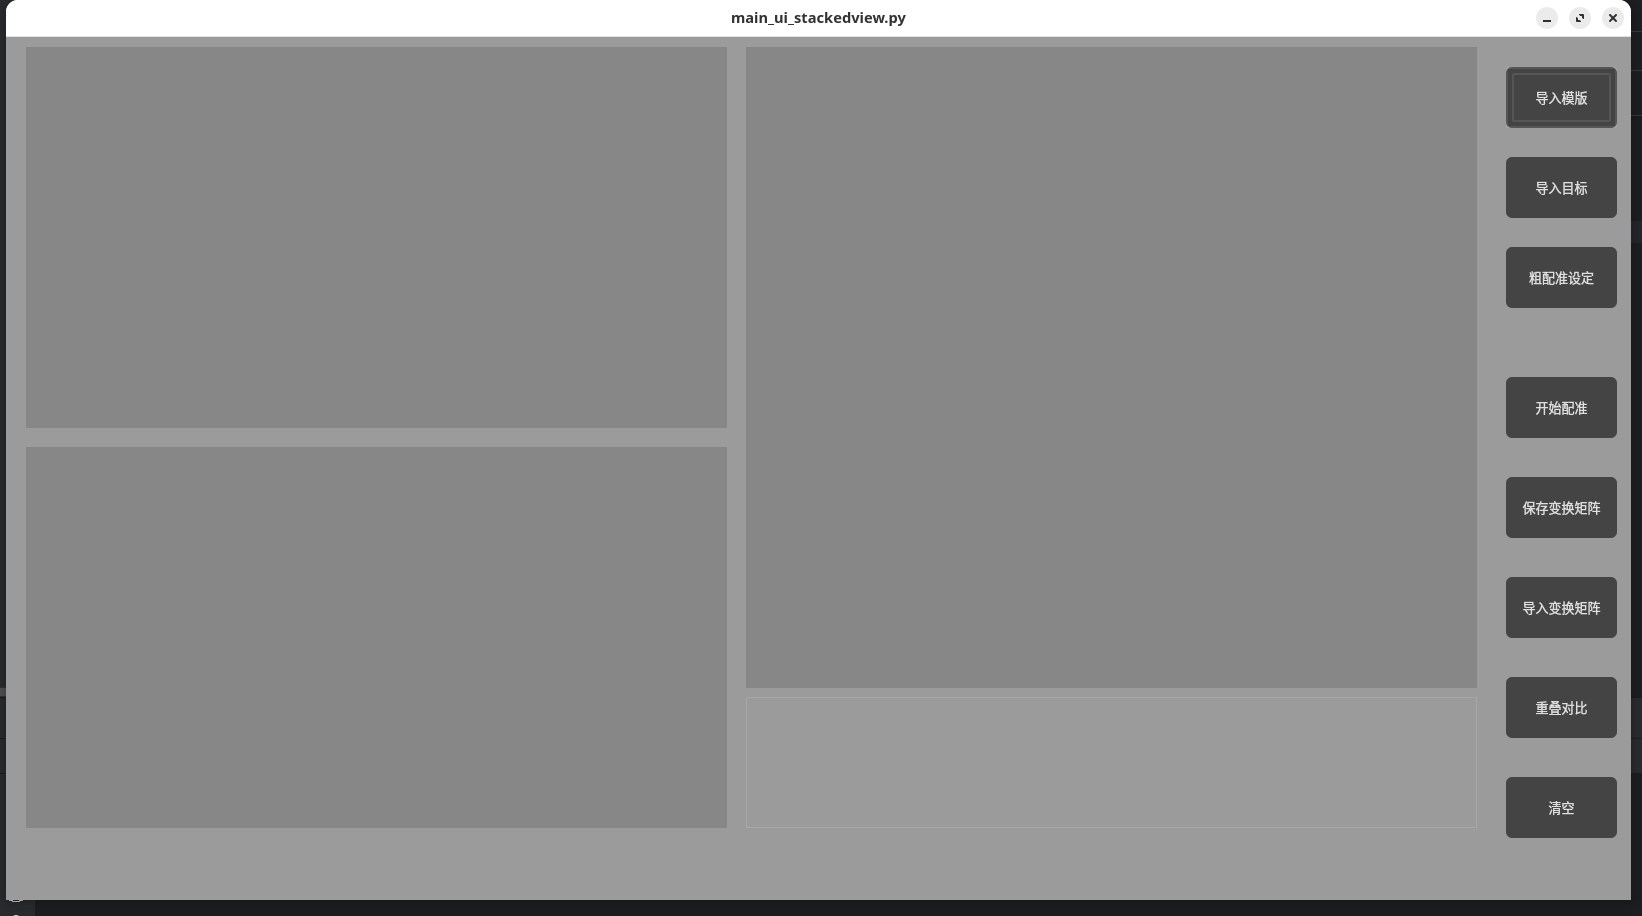 main_ui_stackedview.py
导入模版
导入目标
粗配准设定
开始配准
保存变换矩阵
导入变换矩阵
重叠对比
清空